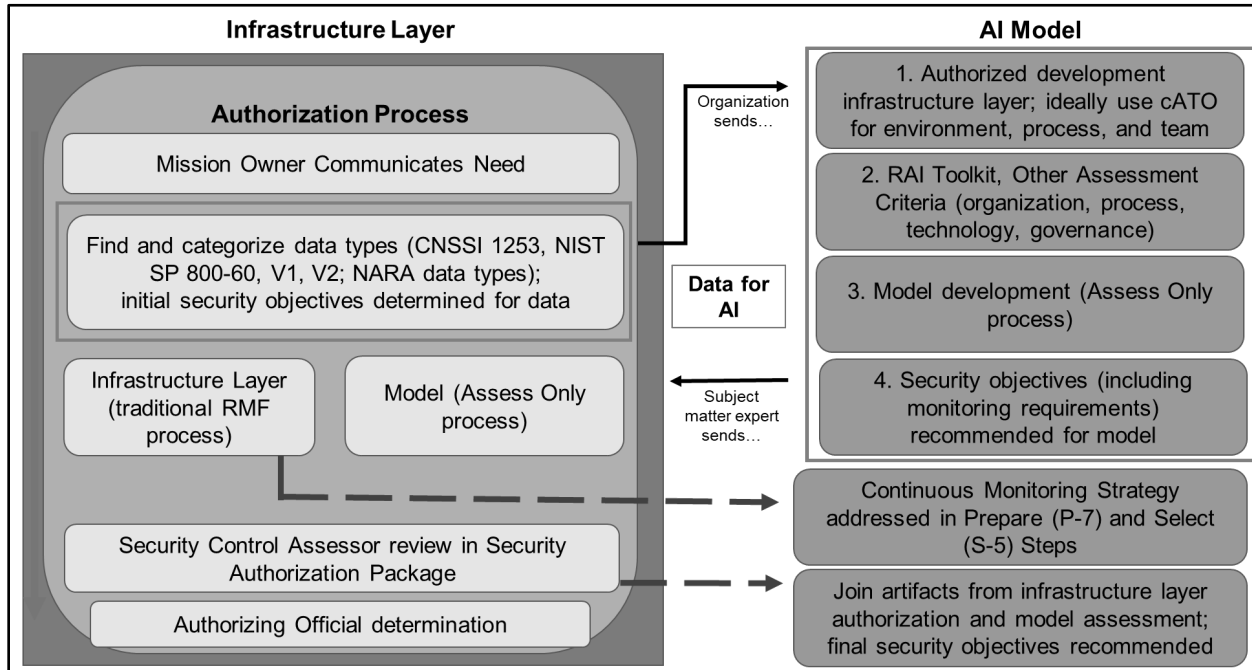 Infrastructure Layer
Authorization Process
Mission Owner Communicates Need
Find and categorize data types (CNSSI 1253, NIST
SP 800-60, V1, V2; NARA data types);
initial security objectives determined for data
Infrastructure Layer
(traditional RMF
process)
Model (Assess Only
process)
Security Control Assessor review in Security
Authorization Package
Authorizing Official determination
Organization
sends…
Data for
AI
Subject
matter expert
sends…
AI Model
1. Authorized development
infrastructure layer; ideally use cATO
for environment, process, and team
2. RAI Toolkit, Other Assessment
Criteria (organization, process,
technology, governance)
3. Model development (Assess Only
process)
4. Security objectives (including
monitoring requirements)
recommended for model
Continuous Monitoring Strategy
addressed in Prepare (P-7) and Select
(S-5) Steps
Join artifacts from infrastructure layer
authorization and model assessment;
final security objectives recommended